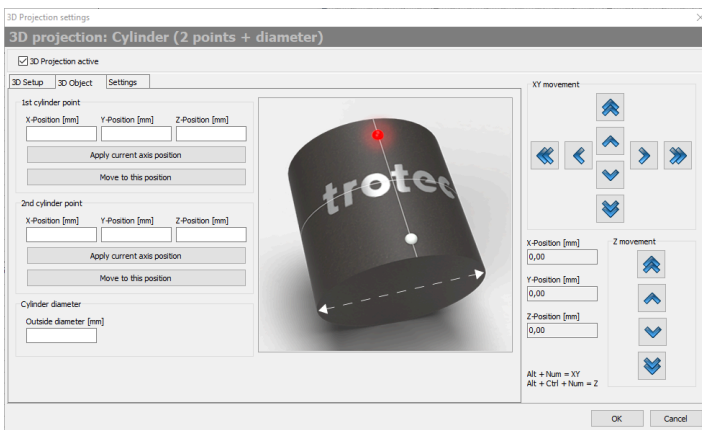 3D Projection settings
3D projection: Cylinder (2 points + diameter)
3D Projection active
3D Setup 3D Object Settings
1st cylinder point
X-Position [mm] Y-Position [mm] Z-Position [mm]
Apply current axis position
Move to this position
2nd cylinder point
X-Position [mm] Y-Position [mm] Z-Position [mm]
Apply current axis position
Move to this position
Cylinder diameter
Outside diameter [mm]
trotec
XY movement
X-Position [mm]
0,00
Y-Position [mm]
0,00
Z-Position [mm]
0,00
Z movement
Alt + Num = XY
Alt + Ctrl + Num = Z
OK Cancel